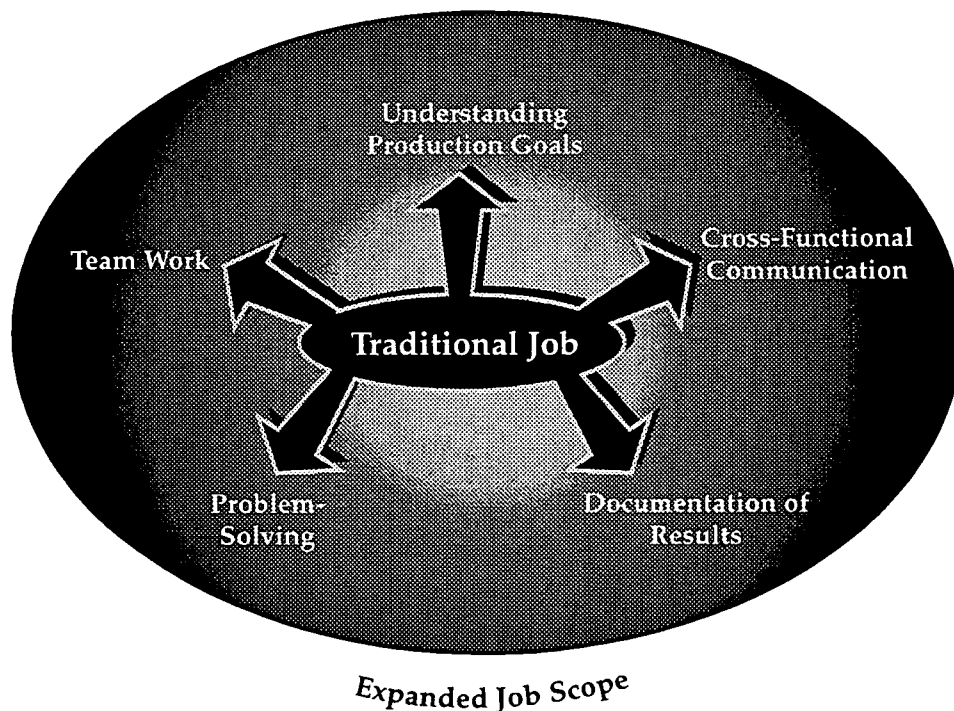 Understanding
Production Goals
Team Work
Cross-Functional
Communication
Traditional Job
Problem-
Solving
Documentation of
Results
Expanded Job Scope